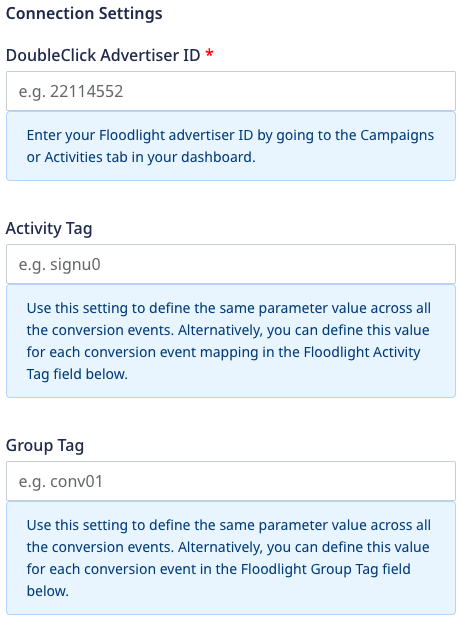 Connection Settings
DoubleClick Advertiser ID *
e.g. 22114552
Enter your Floodlight advertiser ID by going to the Campaigns
or Activities tab in your dashboard.
Activity Tag
e.g. signu0
Use this setting to define the same parameter value across all
the conversion events. Alternatively, you can define this value
for each conversion event mapping in the Floodlight Activity
Tag field below.
Group Tag
e.g. conv01
Use this setting to define the same parameter value across all
the conversion events. Alternatively, you can define this value
for each conversion event in the Floodlight Group Tag field
below.